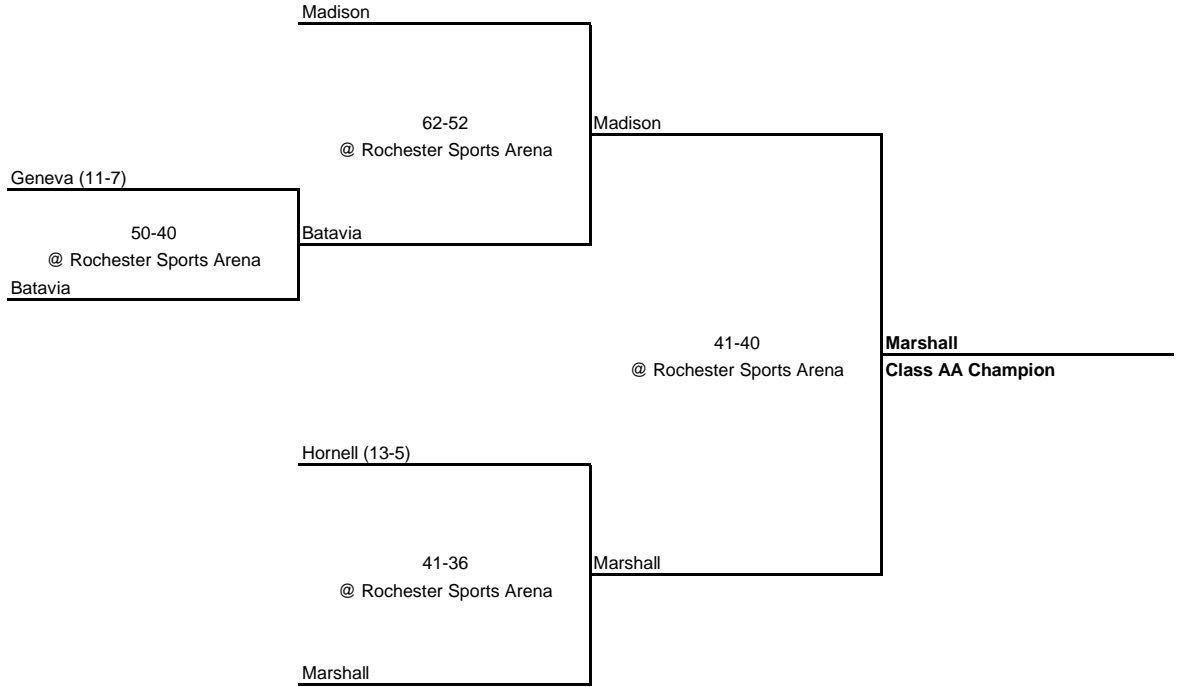 Madison
62-52
@ Rochester Sports Arena
Madison
Geneva (11-7)
50-40
@ Rochester Sports Arena
Batavia
Batavia
41-40
@ Rochester Sports Arena
Marshall
Class AA Champion
Hornell (13-5)
41-36
@ Rochester Sports Arena
Marshall
Marshall